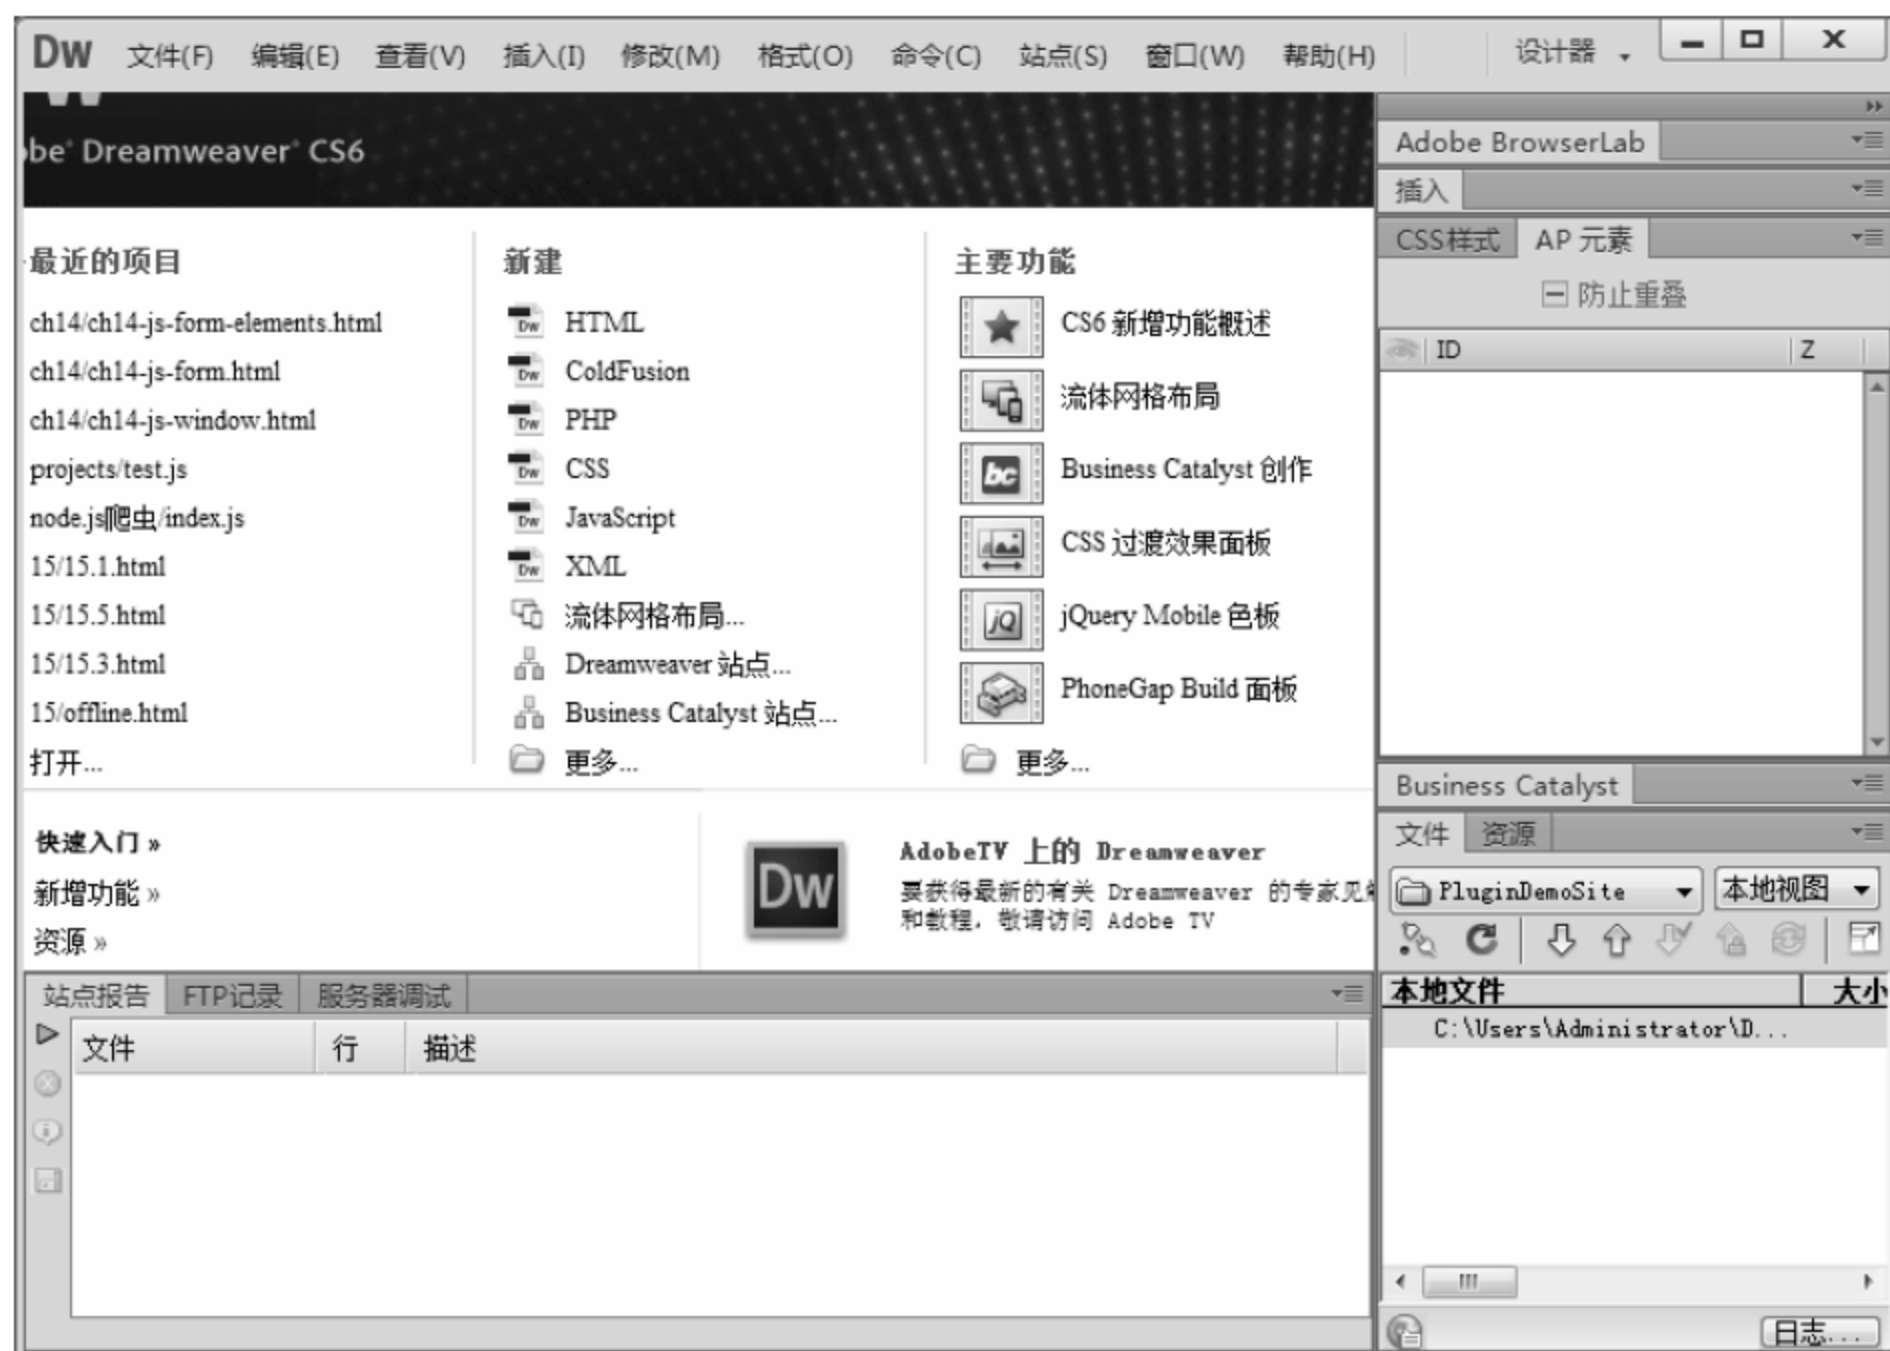 Dw 文件(F) 编辑(E) 查看(V) 插入(I) 修改(M) 格式(O) 命令(C) 站点(S) 窗口(W) 帮助(H) 设计器
be Dreamweaver CS6
最近的项目
ch14/ch14-js-form-elements.html
ch14/ch14-js-form.html
ch14/ch14-js-window.html
projects/test.js
node.js爬虫/index.js
15/15.1.html
15/15.5.html
15/15.3.html
15/offline.html
打开...
新建
HTML
ColdFusion
PHP
CSS
JavaScript
XML
流体网格布局...
Dreamweaver 站点...
Business Catalyst 站点...
更多...
主要功能
CS6 新增功能概述
流体网格布局
Business Catalyst 创作
CSS 过渡效果面板
jQuery Mobile 色板
PhoneGap Build 面板
更多...
快速入门 »
新增功能 »
资源 »
Dw
AdobeTV 上的 Dreamweaver
要获得最新的有关 Dreamweaver 的专家见解
和教程，敬请访问 Adobe TV
站点报告 FTP记录 服务器调试
文件 行 描述
Adobe BrowserLab
插入
CSS样式 AP 元素
防止重叠
ID Z
Business Catalyst
文件 资源
PluginDemoSite 本地视图
本地文件 大小
C:\Users\Administrator\D...
日志...